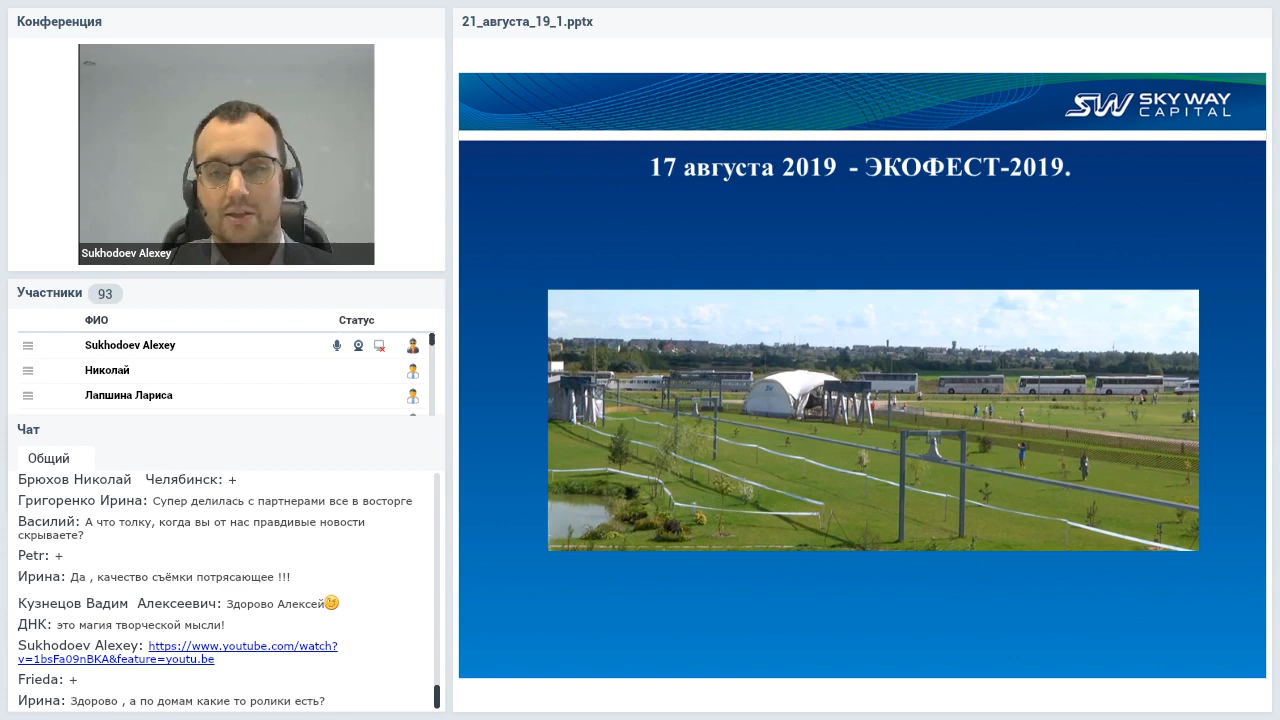 Конференция
Sukhodoev Alexey
Участники 93
ФИО Статус
Sukhodoev Alexey
Николай
Лапшина Лариса
Чат
Общий
Брюхов Николай Челябинск: +
Григоренко Ирина: Супер делилась с партнерами все в восторге
Василий: А что толку, когда вы от нас правдивые новости
скрываете?
Petr: +
Ирина: Да , качество съёмки потрясающее !!!
Кузнецов Вадим Алексеевич: Здорово Алексей
ДНК: это магия творческой мысли!
Sukhodoev Alexey: https://www.youtube.com/watch?
v=1bsFa09nBKA&feature=youtu.be
Frieda: +
Ирина: Здорово , а по домам какие то ролики есть?
21_августа_19_1.pptx
SW SKY WAY
CAPITAL
17 августа 2019 - ЭКОФЕСТ-2019.